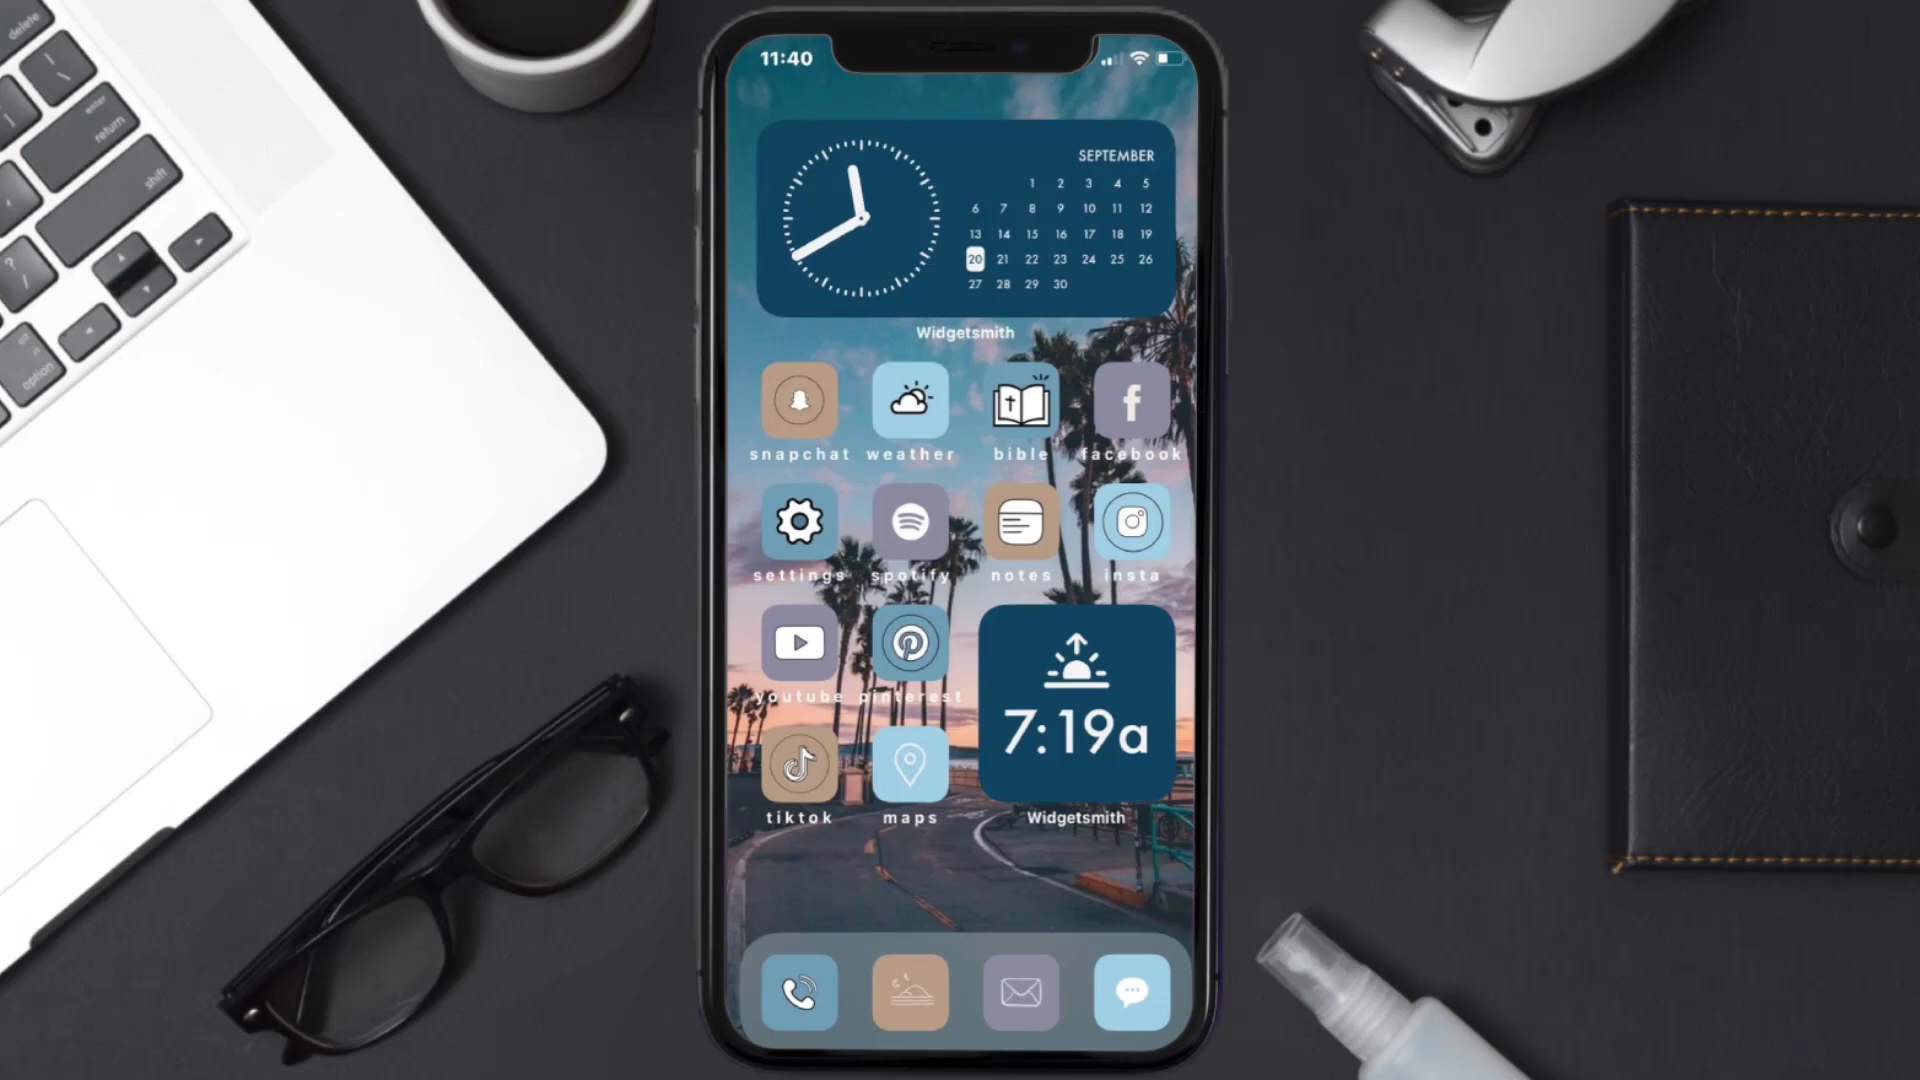 11:40
SEPTEMBER
1 2 3 4 5
6 7 8 9 10 11 12
13 14 15 16 17 18 19
20 21 22 23 24 25 26
27 28 29 30
Widgetsmith
snapchat weather bible facebook
settings spotify notes insta
youtube pinterest
7:19a
tiktok maps Widgetsmith
delete
enter
return
shift
option